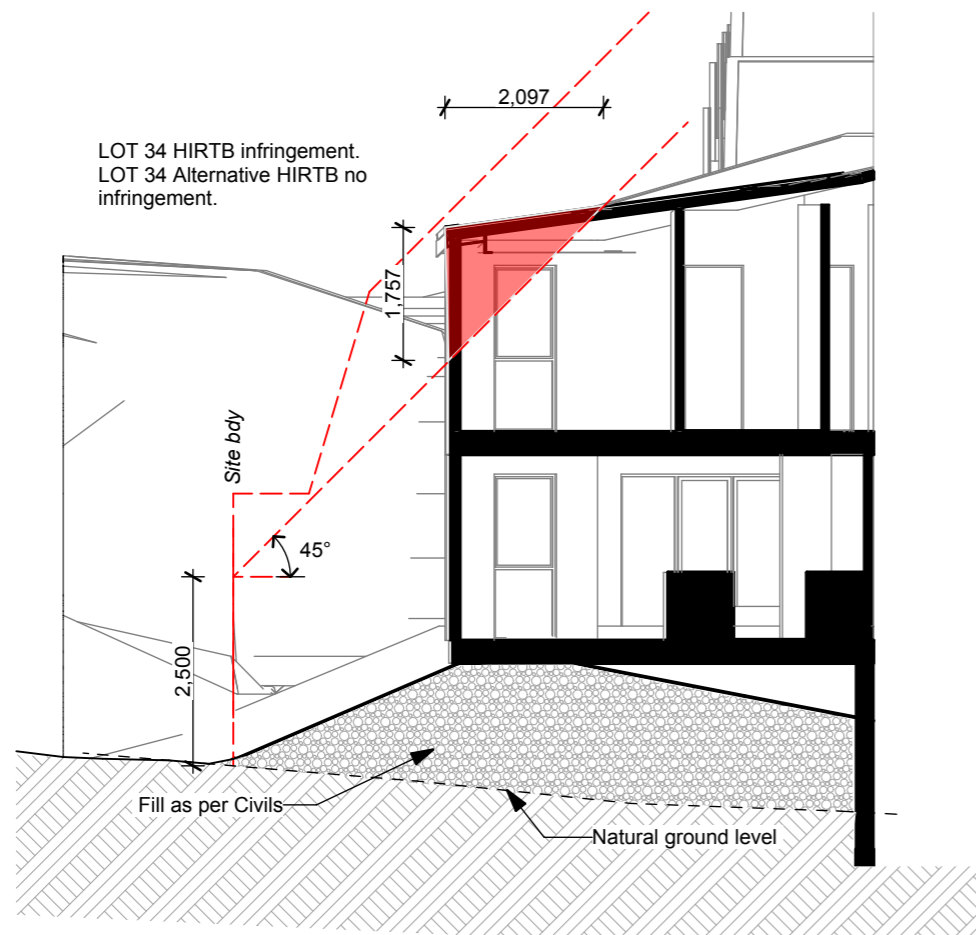 2,097
LOT 34 HIRTB infringement.
LOT 34 Alternative HIRTB no
infringement.
1,757
Site bdy
45°
2,500
Fill as per Civils
Natural ground level